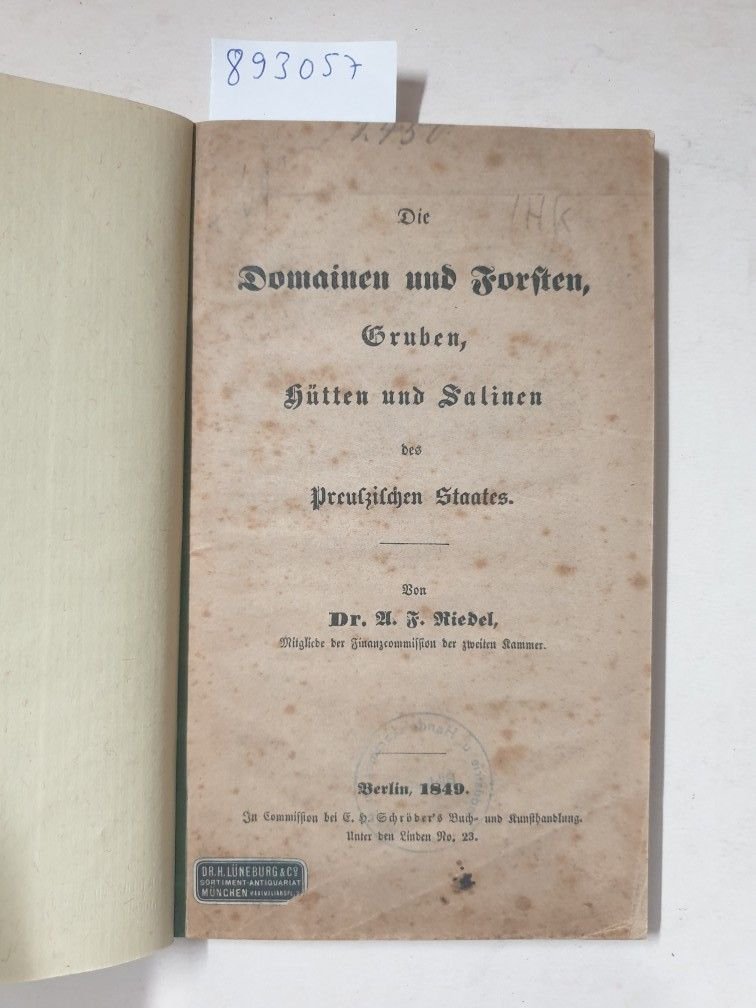 893057
Die
Domainen und Forsten,
Gruben,
Hütten und Salinen
des
Preuſziſchen Staates.
Von
Dr. A. F. Riedel,
Mitgliede der Finanzcommiſſion der zweiten Kammer.
Berlin, 1849.
In Commiſſion bei E. H. Schröder's Buch- und Kunſthandlung.
Unter den Linden No. 23.
DR. H. LÜNEBURG & Co
SORTIMENT-ANTIQUARIAT
MÜNCHEN